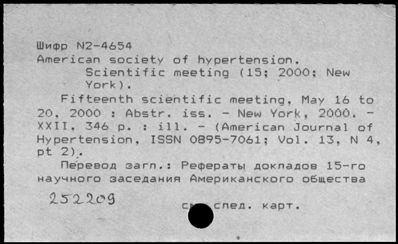 Шифр N2-4654
American society of hypertension.
Scientific meeting (15; 2000; New
York).
Fifteenth scientific meeting, May 16 to
20, 2000 : Abstr. iss. - New York, 2000. -
XXII, 346 p. : ill. - (American Journal of
Hypertension, ISSN 0895-7061; Vol. 13, N 4,
pt 2).
Перевод загл.: Рефераты докладов 15-го
научного заседания Американского общества
252209
см. след. карт.